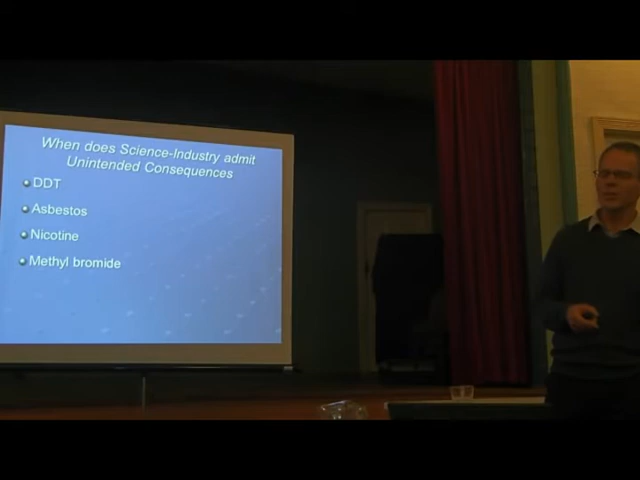 When does Science-Industry admit
Unintended Consequences
DDT
Asbestos
Nicotine
Methyl bromide